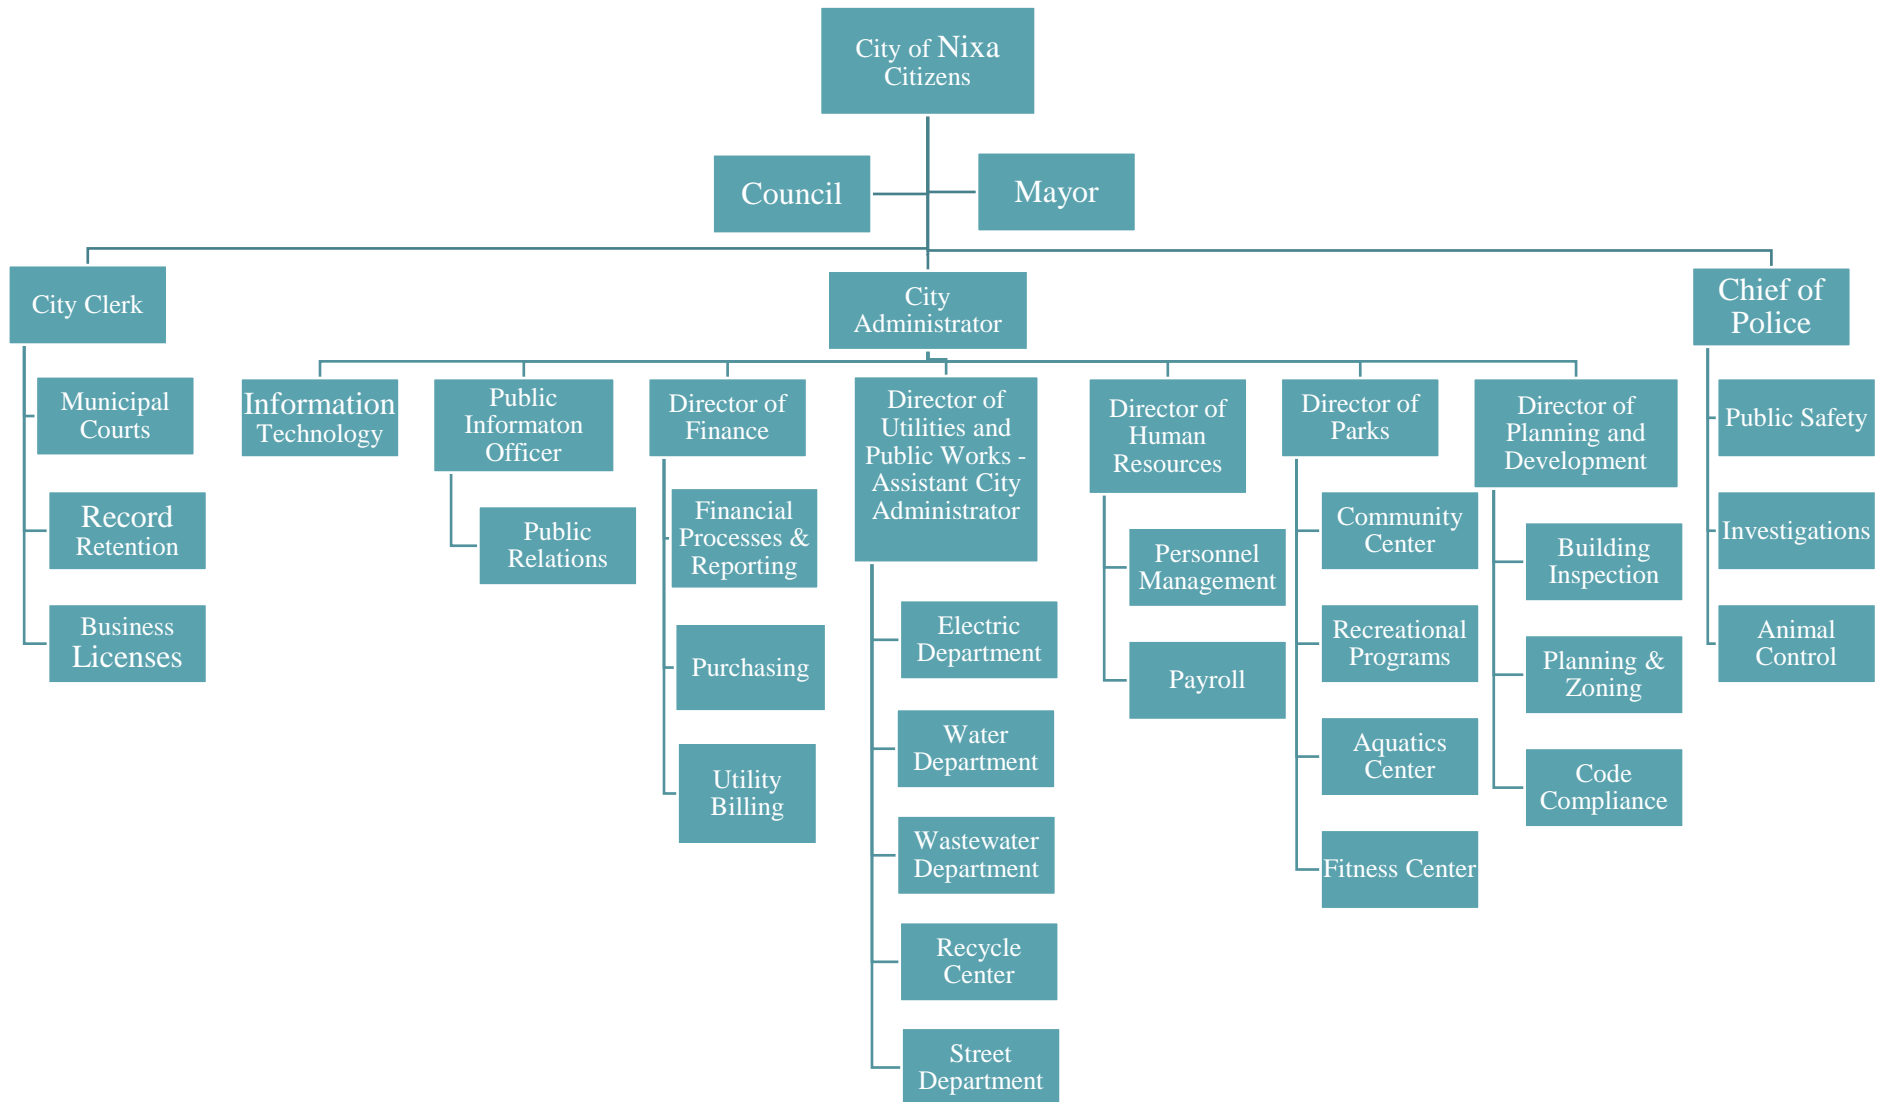 City of Nixa
Citizens
Council
Mayor
City Clerk
City
Administrator
Chief of
Police
Municipal
Courts
Record
Retention
Business
Licenses
Information
Technology
Public
Informaton
Officer
Public
Relations
Director of
Finance
Financial
Processes &
Reporting
Purchasing
Utility
Billing
Director of
Utilities and
Public Works -
Assistant City
Administrator
Electric
Department
Water
Department
Wastewater
Department
Recycle
Center
Street
Department
Director of
Human
Resources
Personnel
Management
Payroll
Director of
Parks
Community
Center
Recreational
Programs
Aquatics
Center
Fitness Center
Director of
Planning and
Development
Building
Inspection
Planning &
Zoning
Code
Compliance
Public Safety
Investigations
Animal
Control